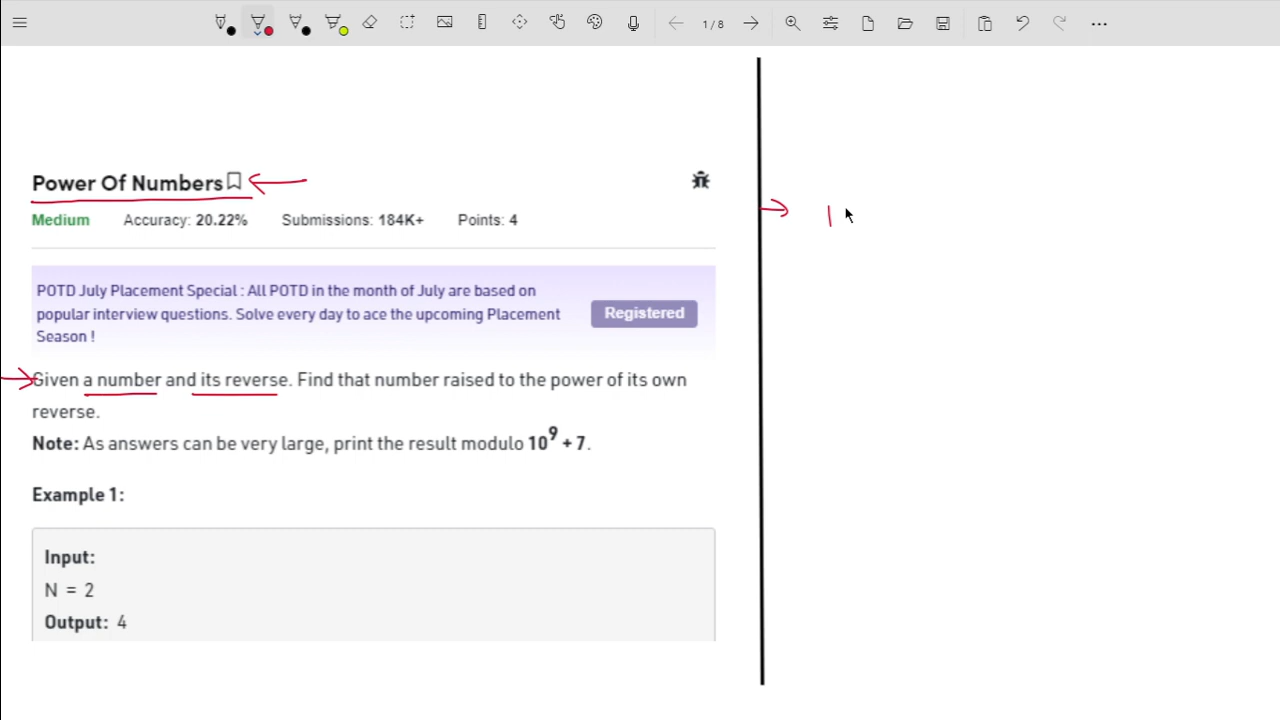 1 / 8
Power Of Numbers
Medium Accuracy: 20.22% Submissions: 184K+ Points: 4
POTD July Placement Special : All POTD in the month of July are based on
popular interview questions. Solve every day to ace the upcoming Placement
Season !
Registered
Given a number and its reverse. Find that number raised to the power of its own
reverse.
Note: As answers can be very large, print the result modulo 10⁹ + 7.
Example 1:
Input:
N = 2
Output: 4
1